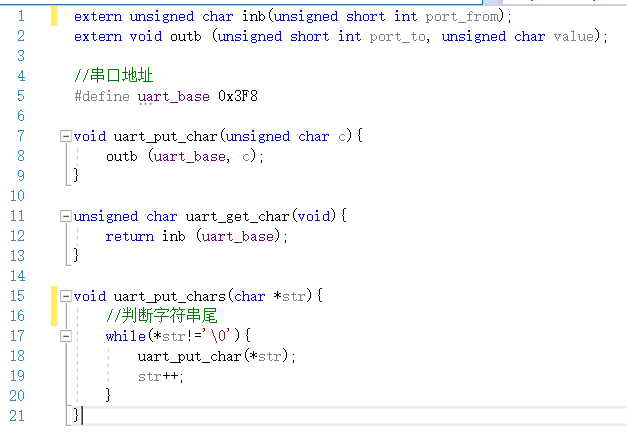 1 extern unsigned char inb(unsigned short int port_from);
2 extern void outb (unsigned short int port_to, unsigned char value);
3
4 //串口地址
5 #define uart_base 0x3F8
6
7 void uart_put_char(unsigned char c){
8 outb (uart_base, c);
9 }
10
11 unsigned char uart_get_char(void){
12 return inb (uart_base);
13 }
14
15 void uart_put_chars(char *str){
16 //判断字符串尾
17 while(*str!='\0'){
18 uart_put_char(*str);
19 str++;
20 }
21 }